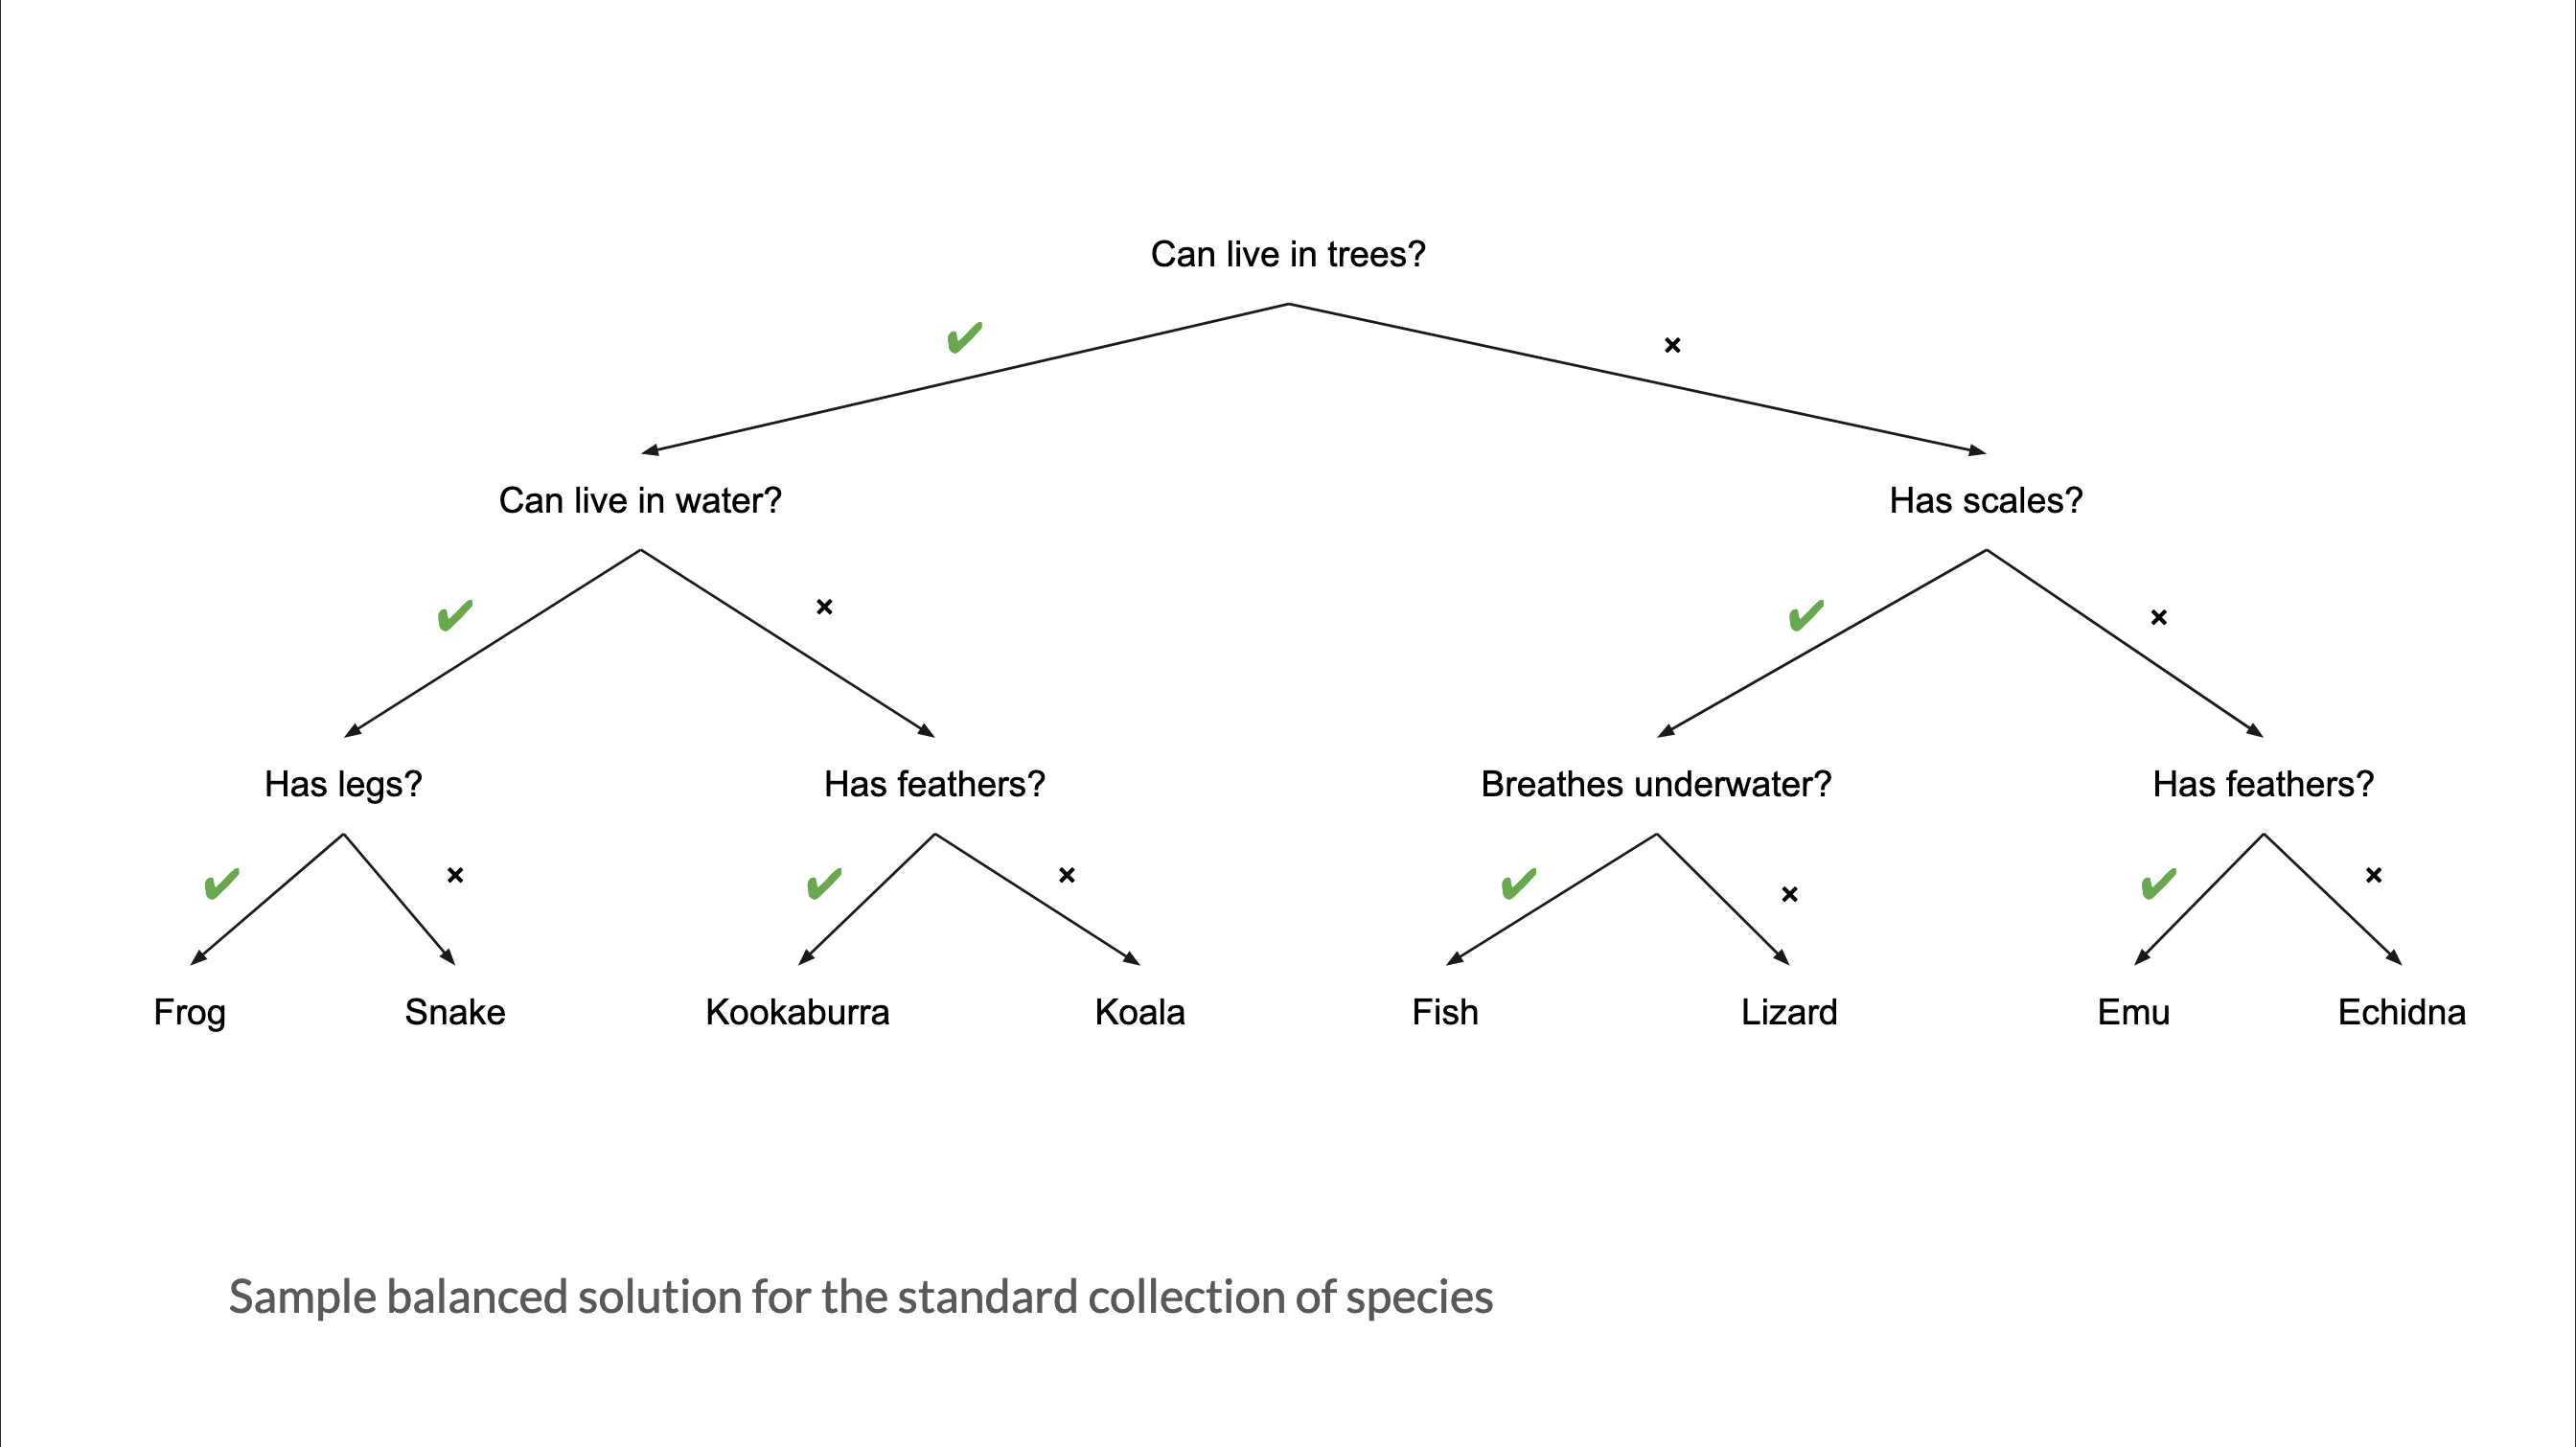 Can live in trees?
✔
×
Can live in water?
Has scales?
✔
×
✔
×
Has legs?
Has feathers?
Breathes underwater?
Has feathers?
✔
×
✔
×
✔
×
✔
×
Frog
Snake
Kookaburra
Koala
Fish
Lizard
Emu
Echidna
Sample balanced solution for the standard collection of species